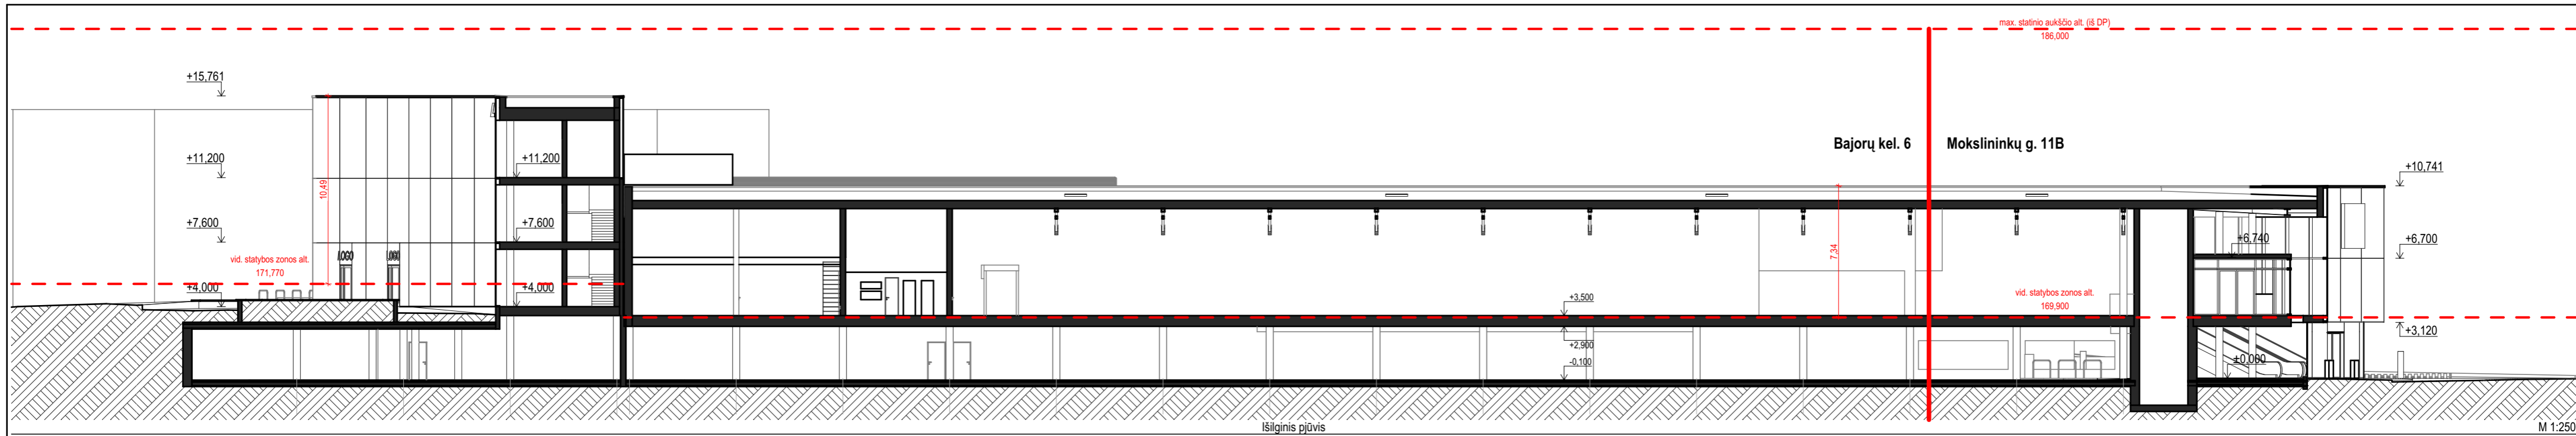 max. statinio aukščio alt. (iš DP)
186,000
+15,761
Bajorų kel. 6
Mokslininkų g. 11B
+11,200
+11,200
+10,741
10,49
+7,600
+7,600
7,34
+6,740
+6,700
LOGO
LOGO
vid. statybos zonos alt.
171,770
+4,000
+4,000
vid. statybos zonos alt.
169,900
+3,500
+2,900
-0,100
+3,120
±0,000
Išilginis pjūvis
M 1:250